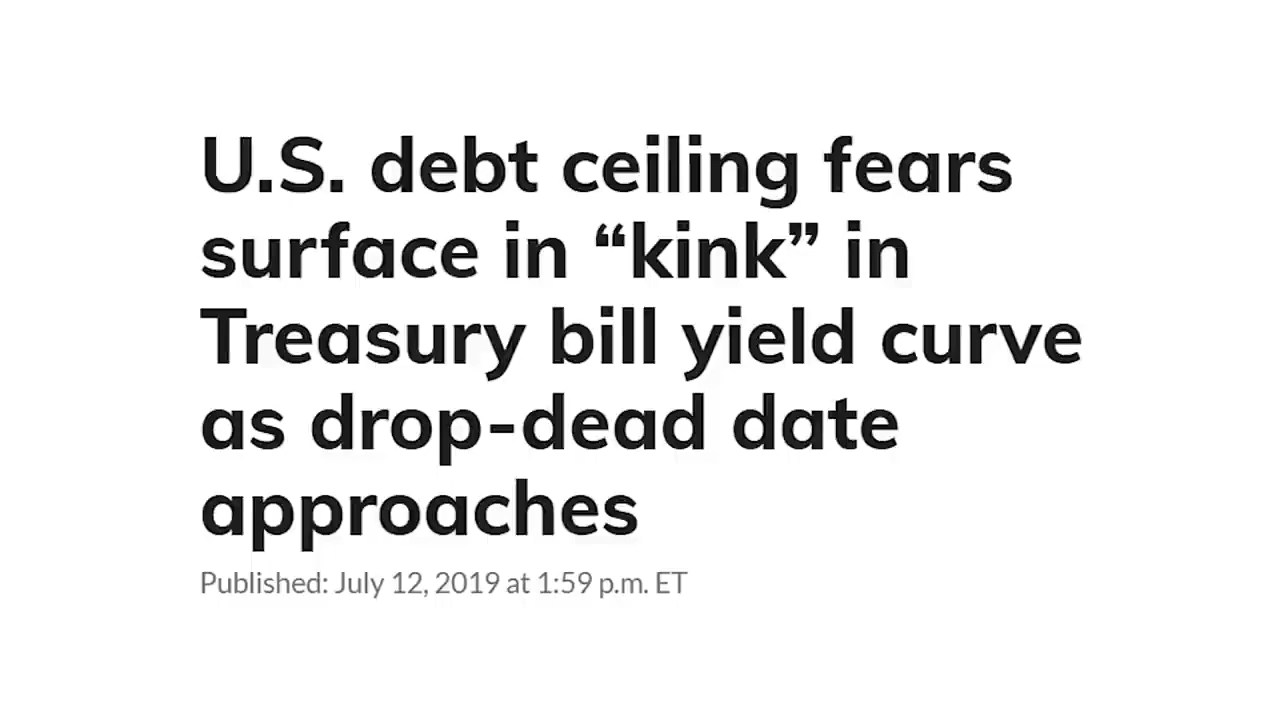 U.S. debt ceiling fears
surface in “kink” in
Treasury bill yield curve
as drop-dead date
approaches
Published: July 12, 2019 at 1:59 p.m. ET